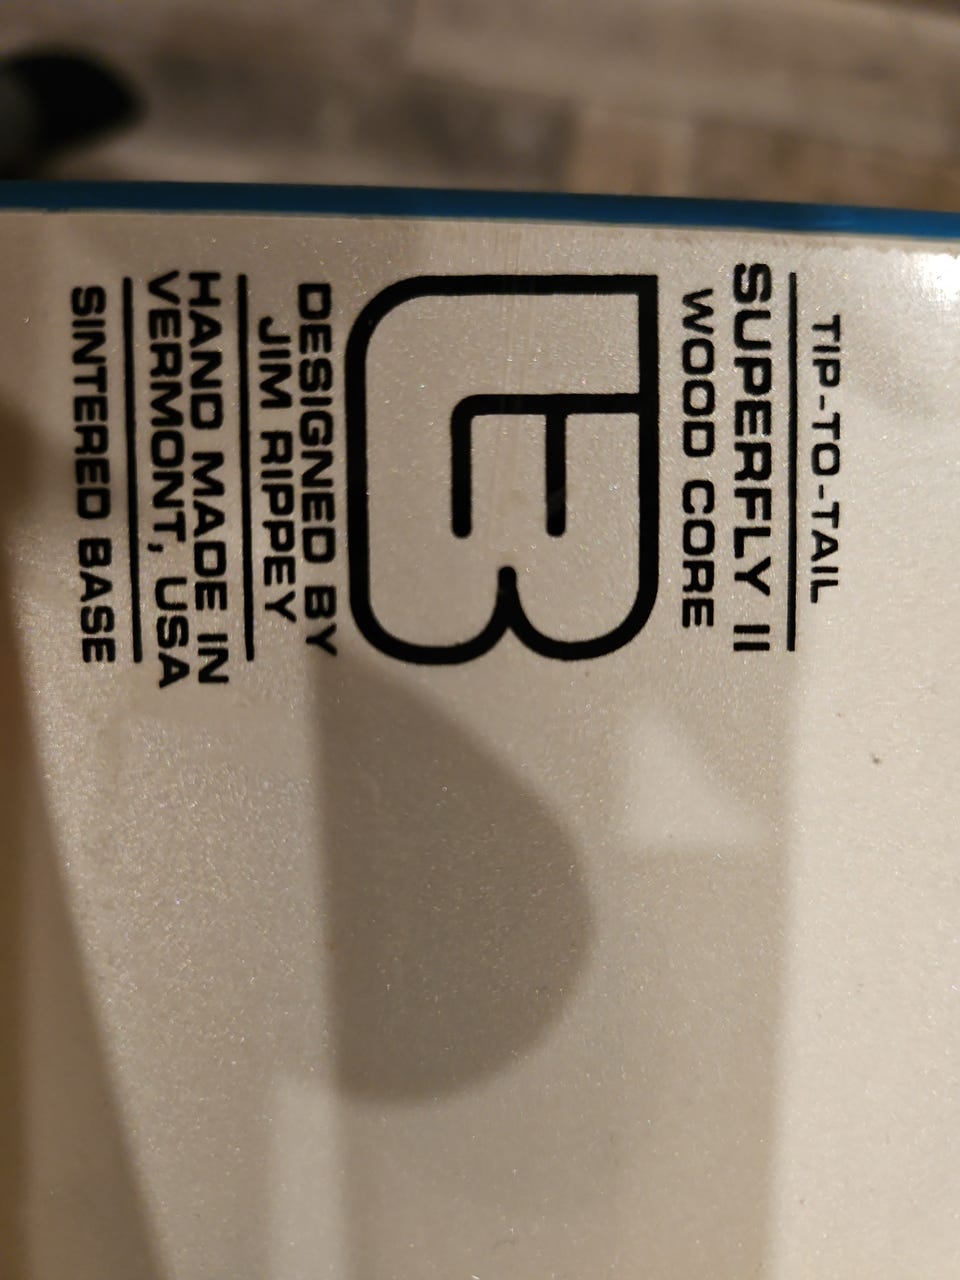 TIP-TO-TAIL
SUPERFLY II
WOOD CORE
B
DESIGNED BY
JIM RIPPEY
HAND MADE IN
VERMONT, USA
SINTERED BASE